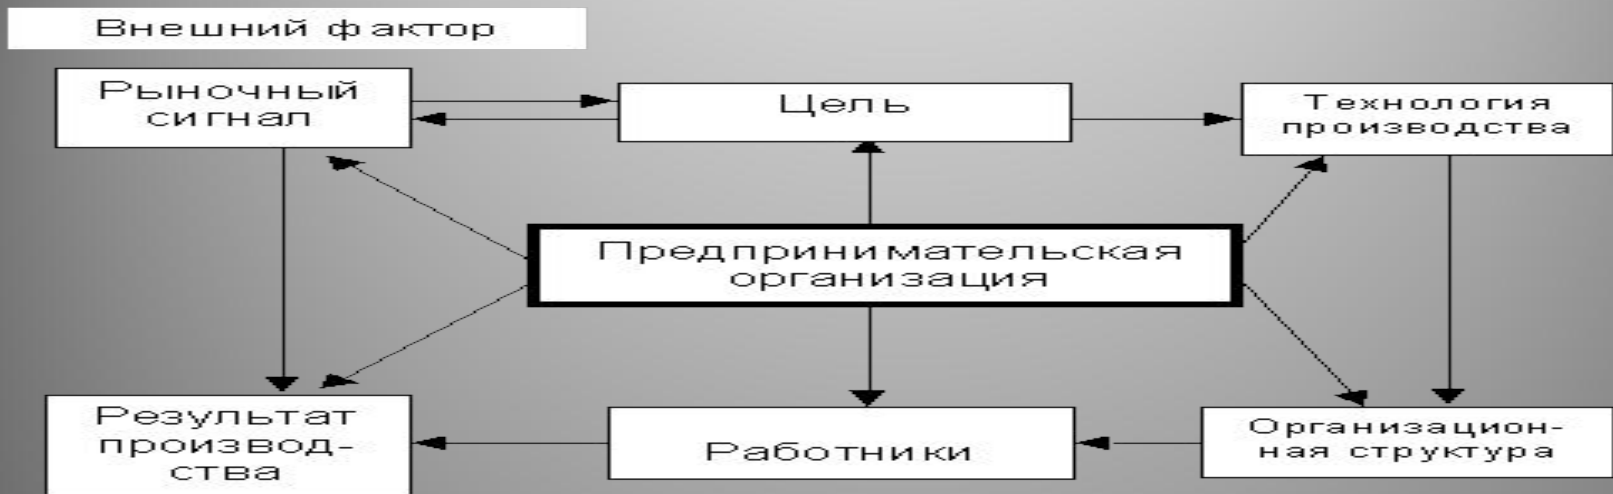 Внешний фактор
Рыночный
сигнал
Цель
Технология
производства
Предпринимательская
организация
Результат
производ-
ства
Работники
Организацион-
ная структура